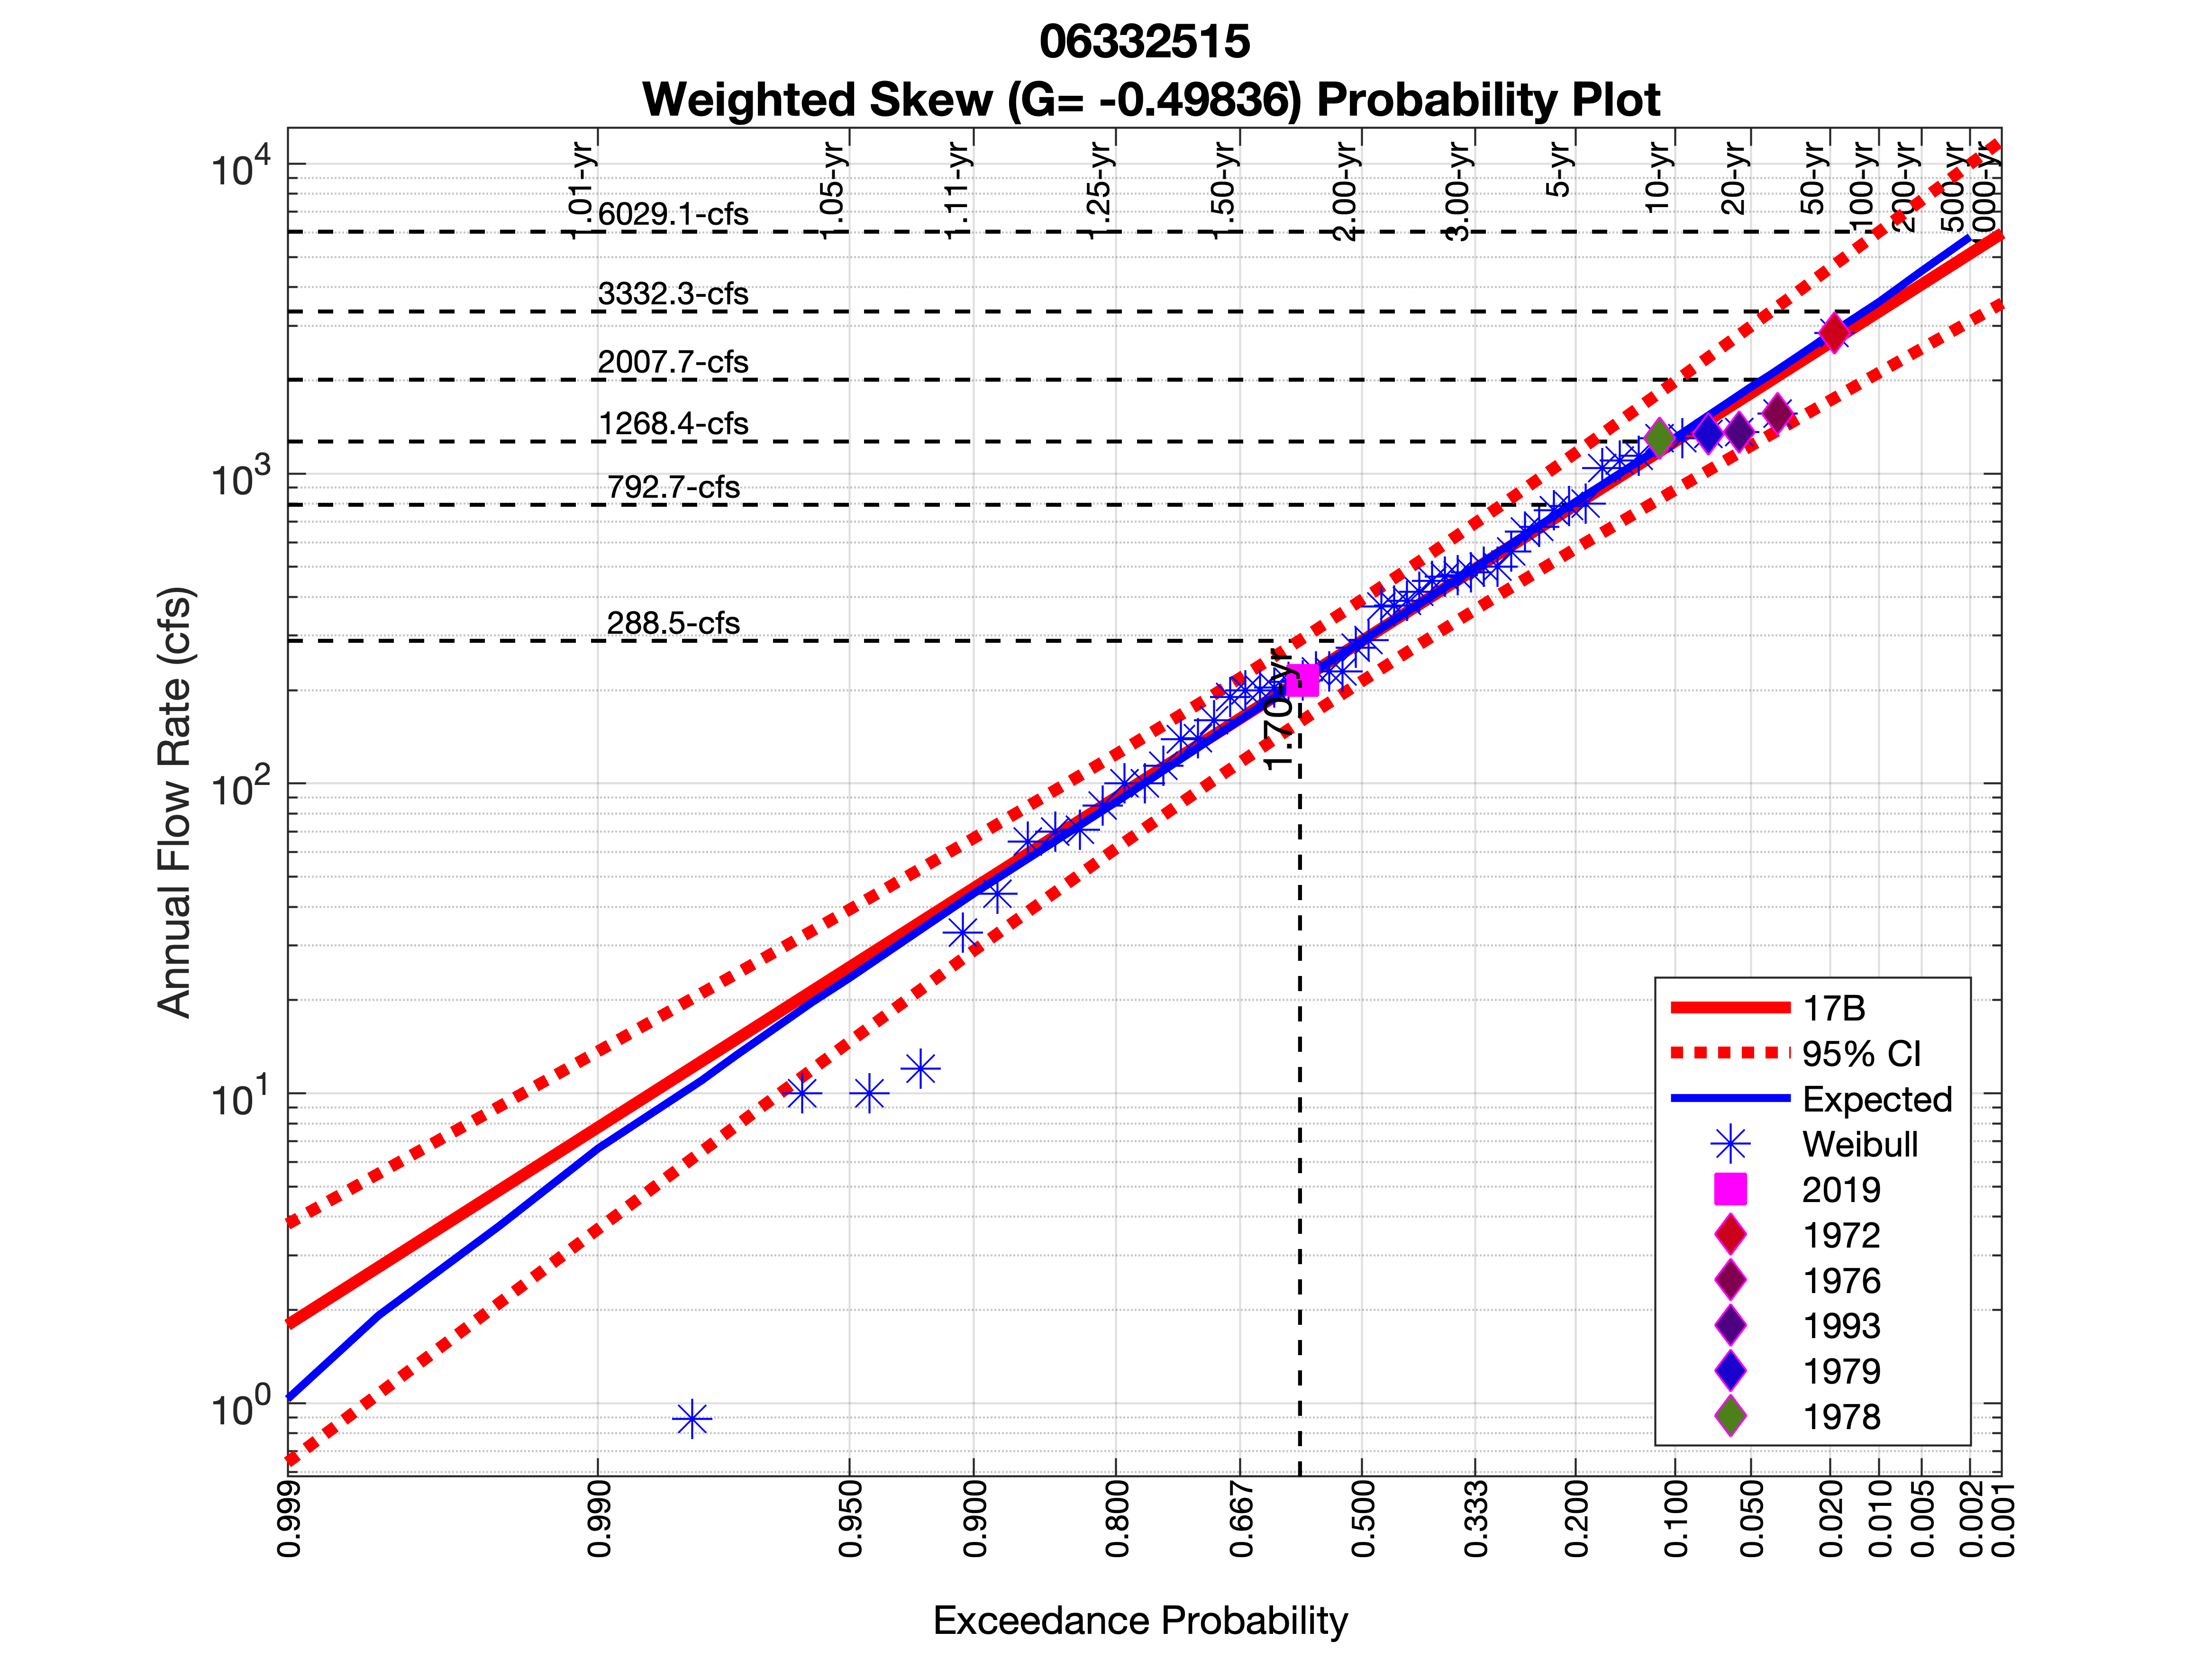 06332515
Weighted Skew (G= -0.49836) Probability Plot
Annual Flow Rate (cfs)
10^4
10^3
10^2
10^1
10^0
1.01-yr
1.05-yr
1.11-yr
1.25-yr
1.50-yr
2.00-yr
3.00-yr
5-yr
10-yr
20-yr
50-yr
100-yr
200-yr
500-yr
1000-yr
6029.1-cfs
3332.3-cfs
2007.7-cfs
1268.4-cfs
792.7-cfs
288.5-cfs
1.70-yr
17B
95% CI
Expected
Weibull
2019
1972
1976
1993
1979
1978
0.999
0.990
0.950
0.900
0.800
0.667
0.500
0.333
0.200
0.100
0.050
0.020
0.010
0.005
0.002
0.001
Exceedance Probability